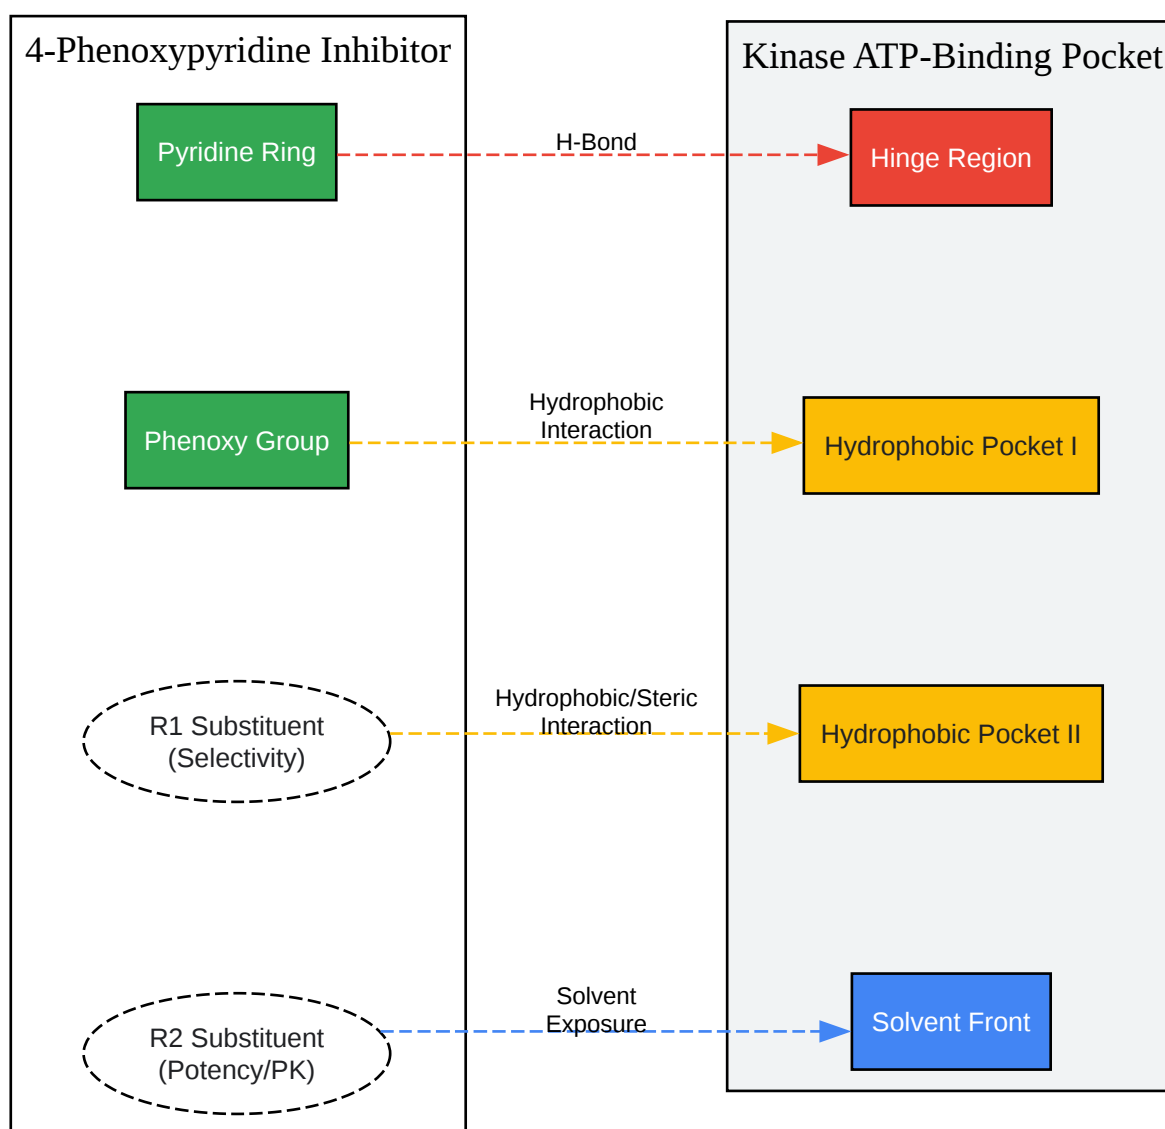 4-Phenoxypyridine Inhibitor
Kinase ATP-Binding Pocket
Pyridine Ring
H-Bond
Hinge Region
Phenoxy Group
Hydrophobic
Interaction
Hydrophobic Pocket I
R1 Substituent
(Selectivity)
Hydrophobic/Steric
Interaction
Hydrophobic Pocket II
R2 Substituent
(Potency/PK)
Solvent
Exposure
Solvent Front